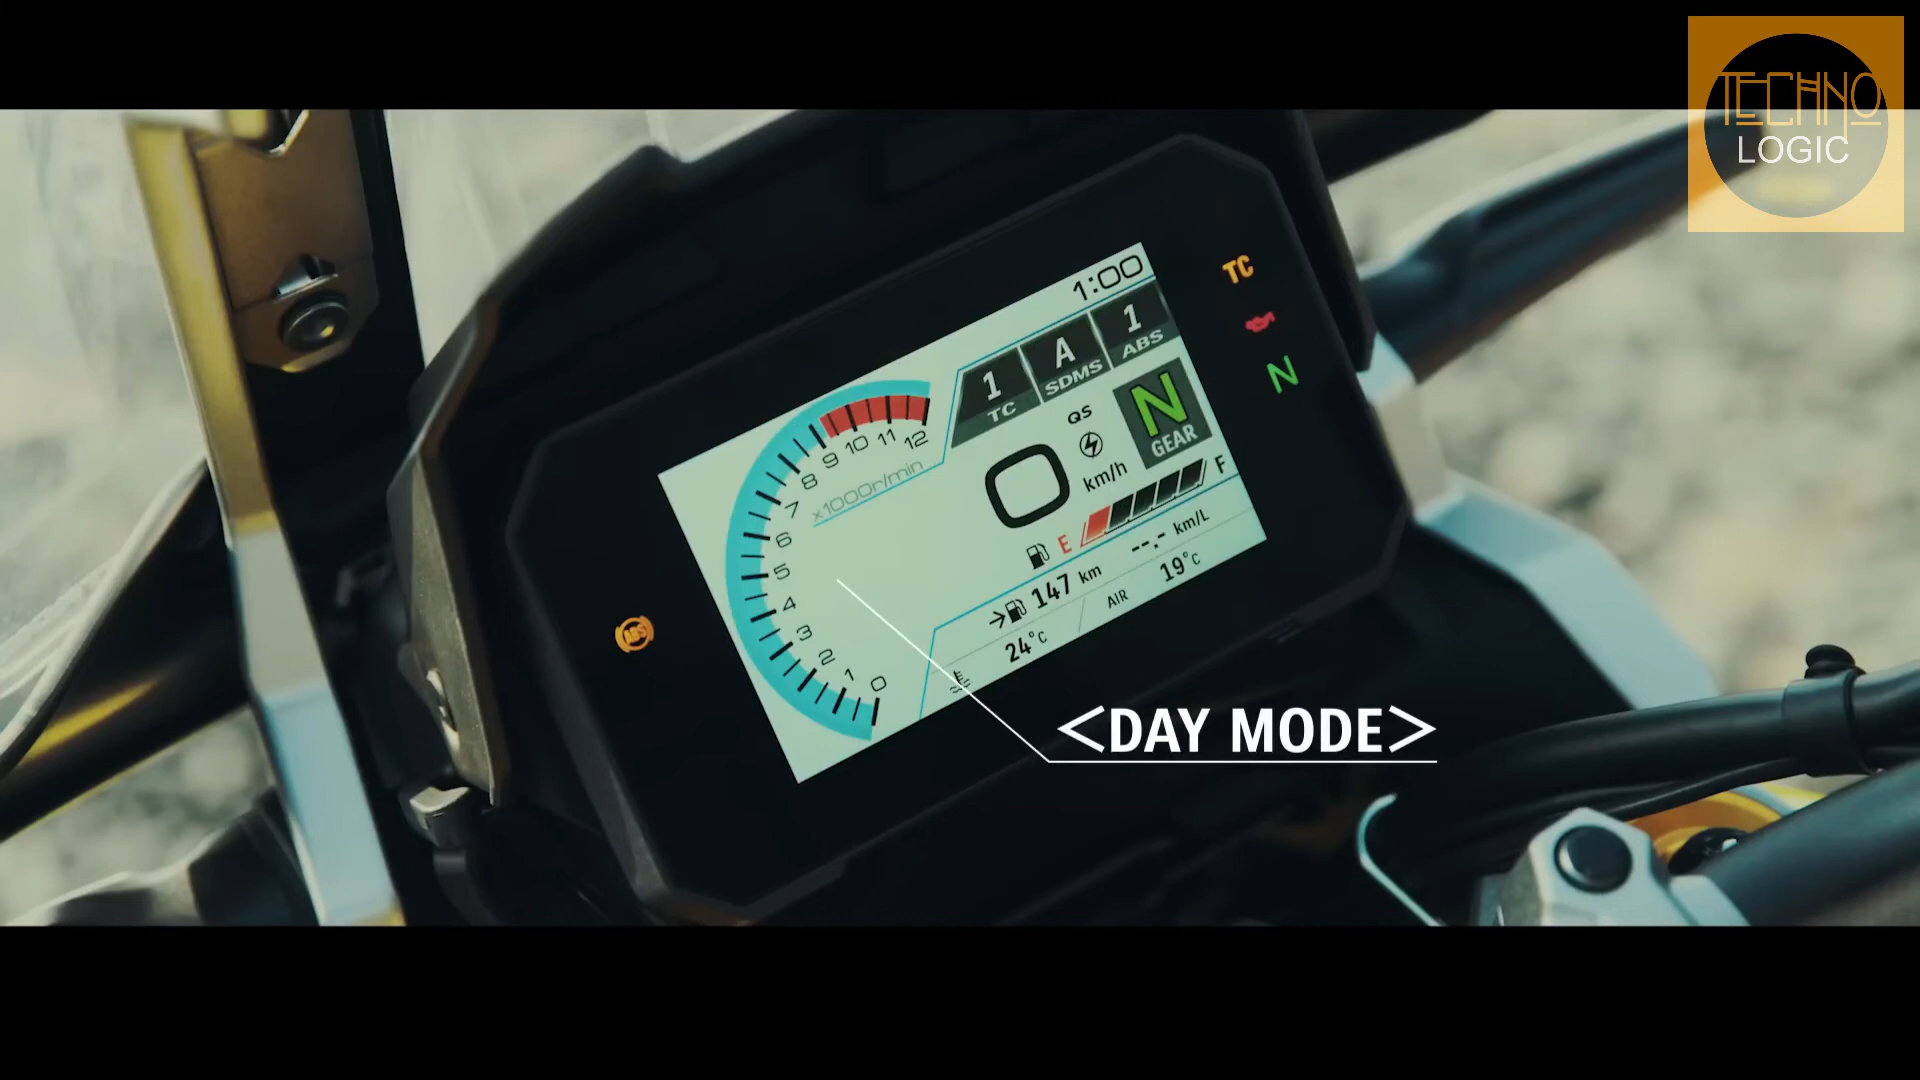 TECHNO
LOGIC
1:00
TC
1
TC
A
SDMS
1
ABS
QS
N
GEAR
N
0
km/h
12
11
10
9
8
7
6
5
4
3
2
1
0
x1000r/min
E
F
--.- km/L
147 km
24°C
AIR
19°C
ABS
<DAY MODE>